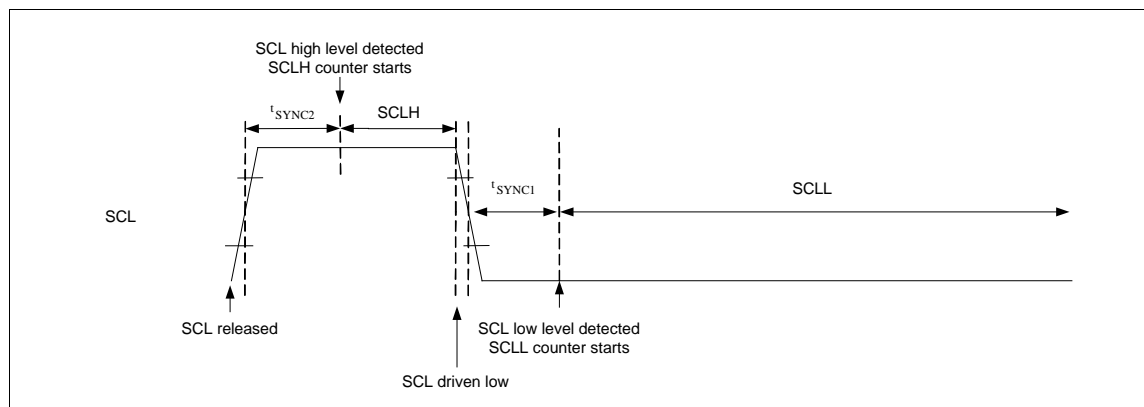 SCL high level detected
SCLH counter starts
tSYNC2
SCLH
tSYNC1
SCLL
SCL
SCL released
SCL low level detected
SCLL counter starts
SCL driven low